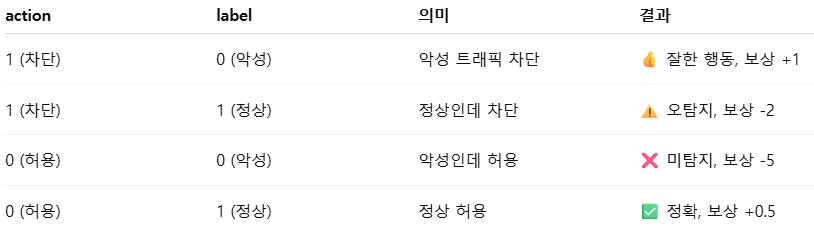 action label 의미 결과
1 (차단) 0 (악성) 악성 트래픽 차단 👍 잘한 행동, 보상 +1
1 (차단) 1 (정상) 정상인데 차단 ⚠️ 오탐지, 보상 -2
0 (허용) 0 (악성) 악성인데 허용 ❌ 미탐지, 보상 -5
0 (허용) 1 (정상) 정상 허용 ✅ 정확, 보상 +0.5